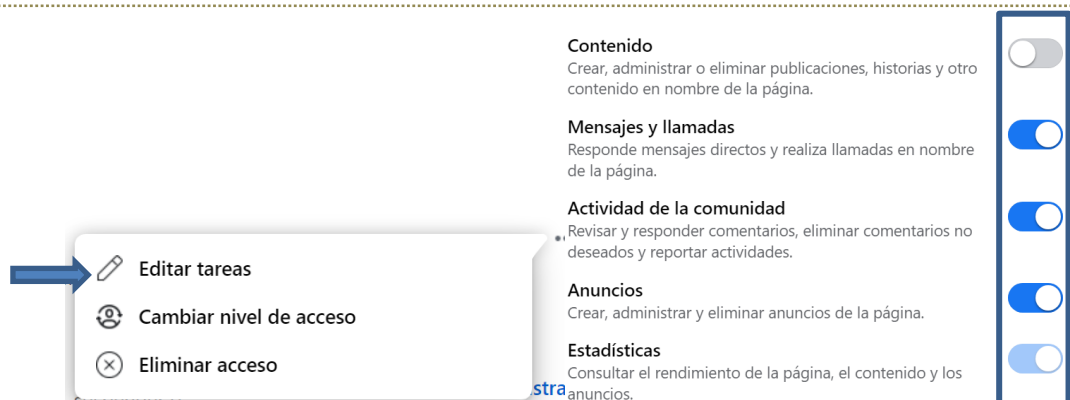 Contenido
Crear, administrar o eliminar publicaciones, historias y otro
contenido en nombre de la página.
Mensajes y llamadas
Responde mensajes directos y realiza llamadas en nombre
de la página.
Actividad de la comunidad
Revisar y responder comentarios, eliminar comentarios no
deseados y reportar actividades.
Anuncios
Crear, administrar y eliminar anuncios de la página.
Estadísticas
Consultar el rendimiento de la página, el contenido y los
anuncios.
Editar tareas
Cambiar nivel de acceso
Eliminar acceso